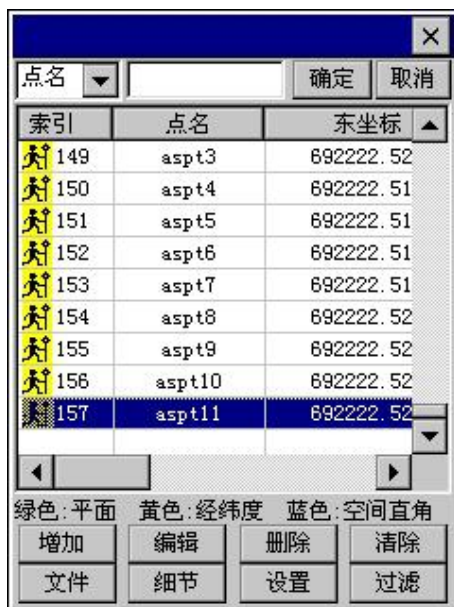 点名 确定 取消
索引 点名 东坐标
149 aspt3 692222.52
150 aspt4 692222.51
151 aspt5 692222.51
152 aspt6 692222.51
153 aspt7 692222.51
154 aspt8 692222.52
155 aspt9 692222.52
156 aspt10 692222.52
157 aspt11 692222.52
绿色:平面 黄色:经纬度 蓝色:空间直角
增加 编辑 删除 清除
文件 细节 设置 过滤